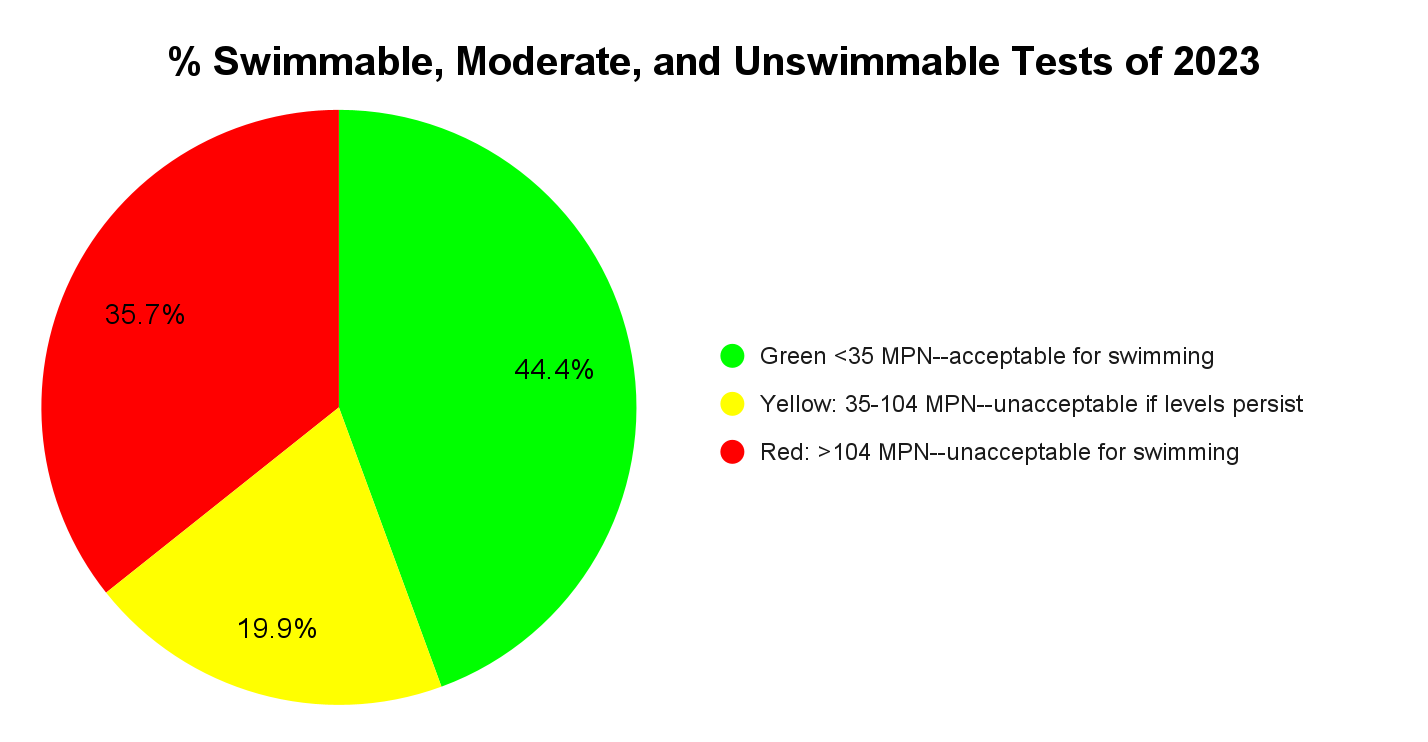 % Swimmable, Moderate, and Unswimmable Tests of 2023
35.7%
44.4%
19.9%
Green <35 MPN--acceptable for swimming
Yellow: 35-104 MPN--unacceptable if levels persist
Red: >104 MPN--unacceptable for swimming